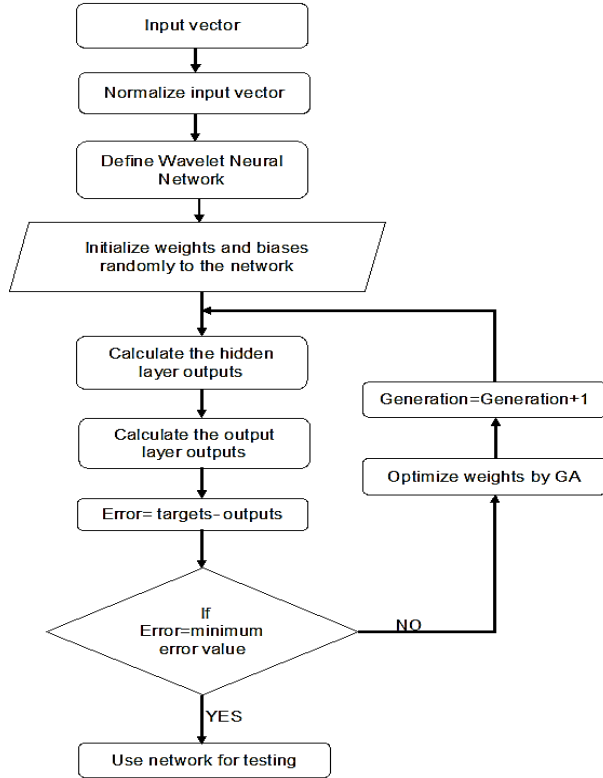 Input vector
Normalize input vector
Define Wavelet Neural
Network
Initialize weights and biases
randomly to the network
Calculate the hidden
layer outputs
Calculate the output
layer outputs
Error= targets- outputs
If
Error=minimum
error value
NO
Optimize weights by GA
Generation=Generation+1
YES
Use network for testing